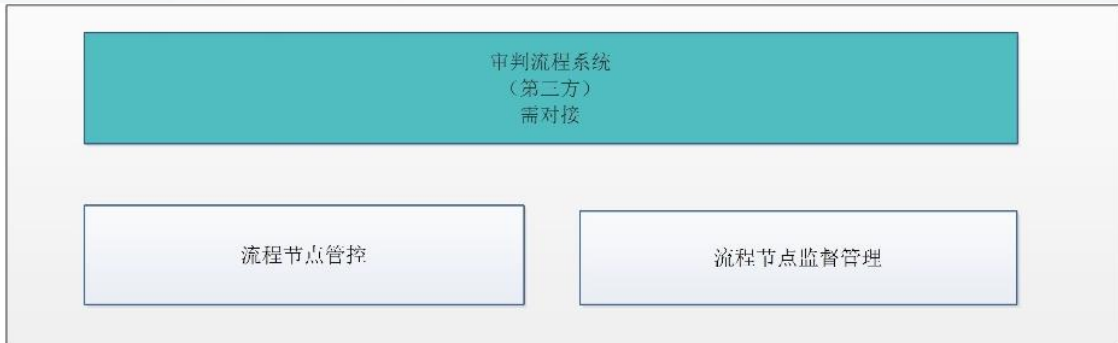 审判流程系统
（第三方）
需对接
流程节点管控
流程节点监督管理